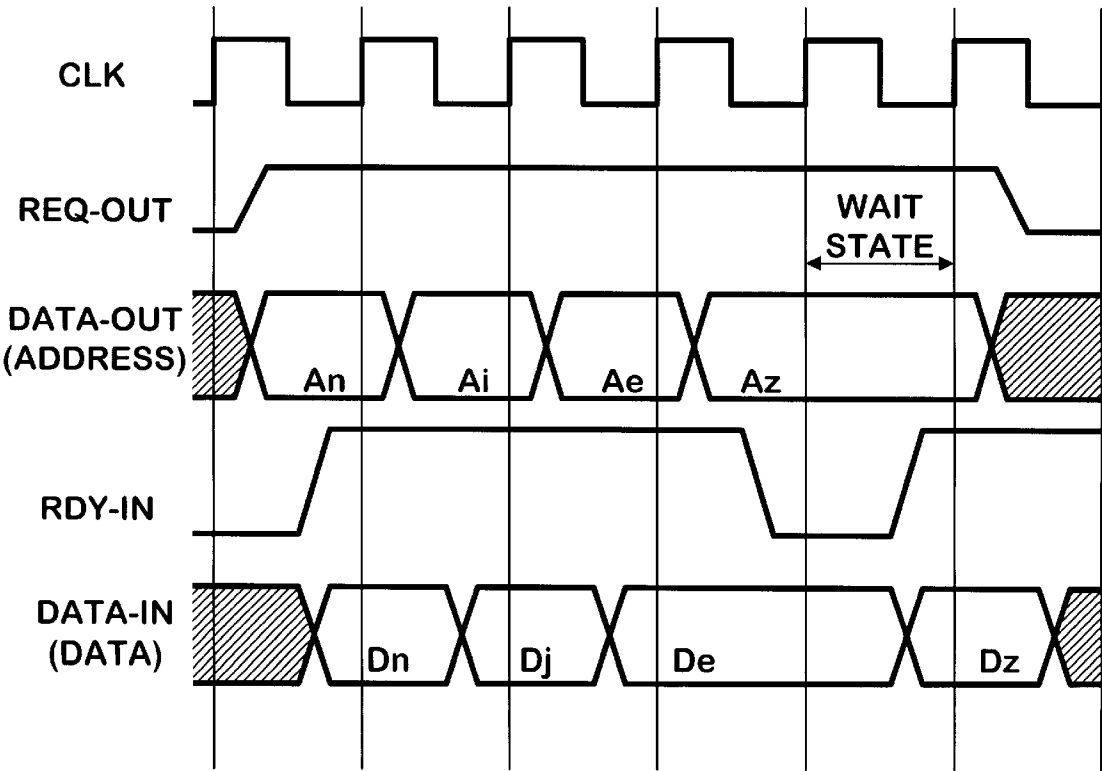 CLK
REQ-OUT
WAIT
STATE
DATA-OUT
(ADDRESS)
An Ai Ae Az
RDY-IN
DATA-IN
(DATA)
Dn Dj De Dz